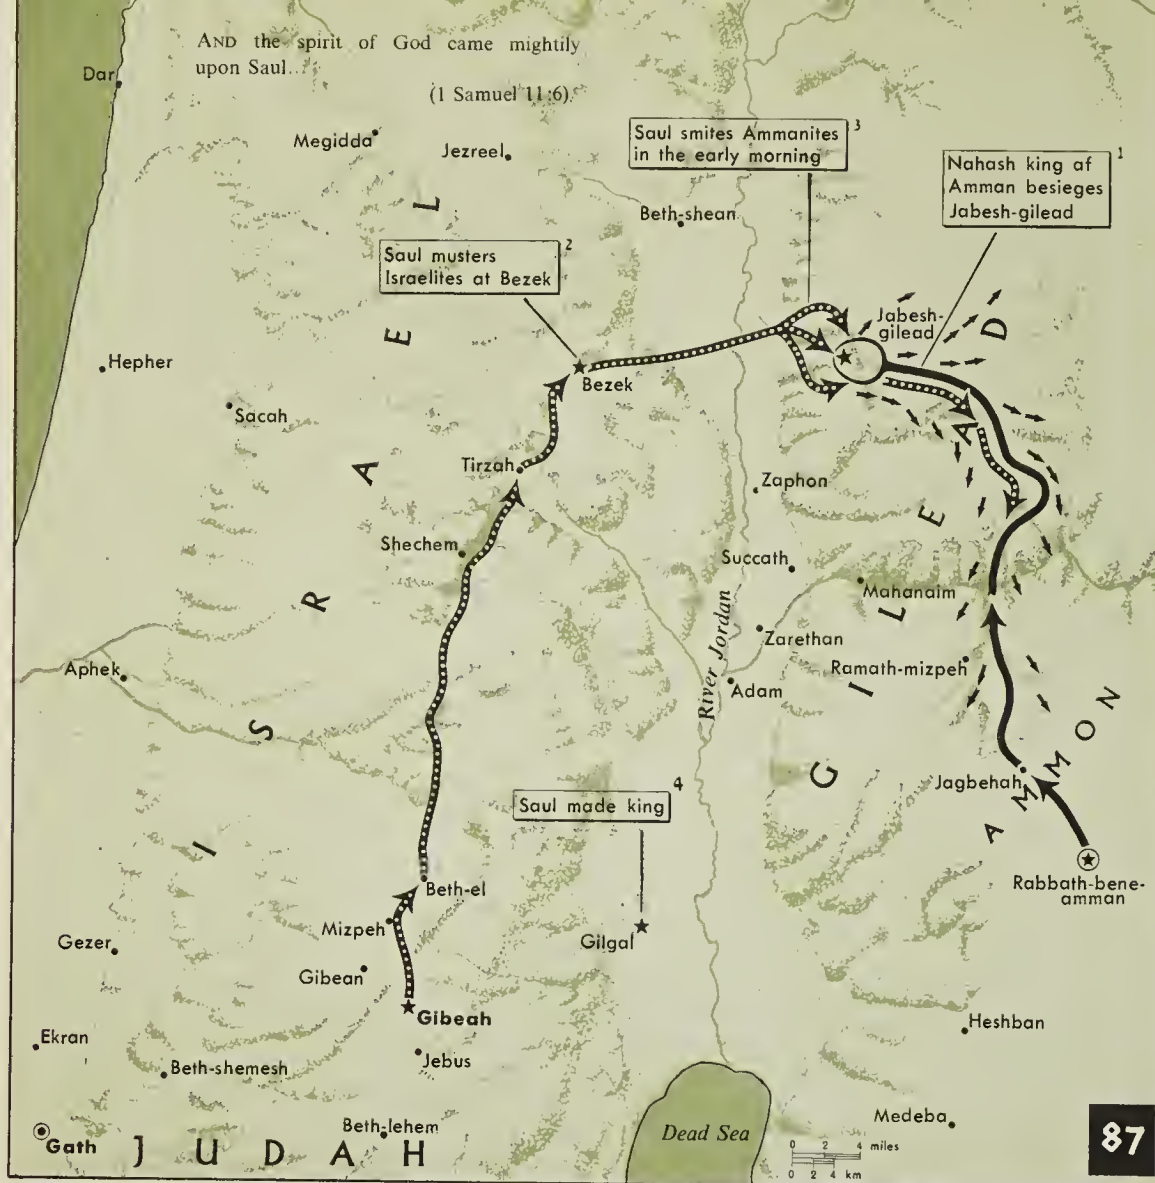 AND the spirit of God came mightily
upon Saul...
(1 Samuel 11:6).
Dar
Megidda
Jezreel
Saul smites Ammanites
in the early morning
3
Nahash king af
Amman besieges
Jabesh-gilead
1
Beth-shean
Saul musters
Israelites at Bezek
2
Jabesh-
gilead
Hepher
Bezek
Sacah
Tirzah
Zaphon
Shechem
Succath
Mahanaim
Zarethan
Aphek
Ramath-mizpeh
Adam
River Jordan
ISRAEL
GILEAD
AMMON
Jagbehah
Saul made king
4
Rabbath-bene-
amman
Beth-el
Mizpeh
Gezer
Gilgal
Gibean
Gibeah
Heshban
Ekran
Jebus
Beth-shemesh
Medeba
Beth-lehem
Gath
JUDAH
Dead Sea
0 2 4 miles
0 2 4 km
87